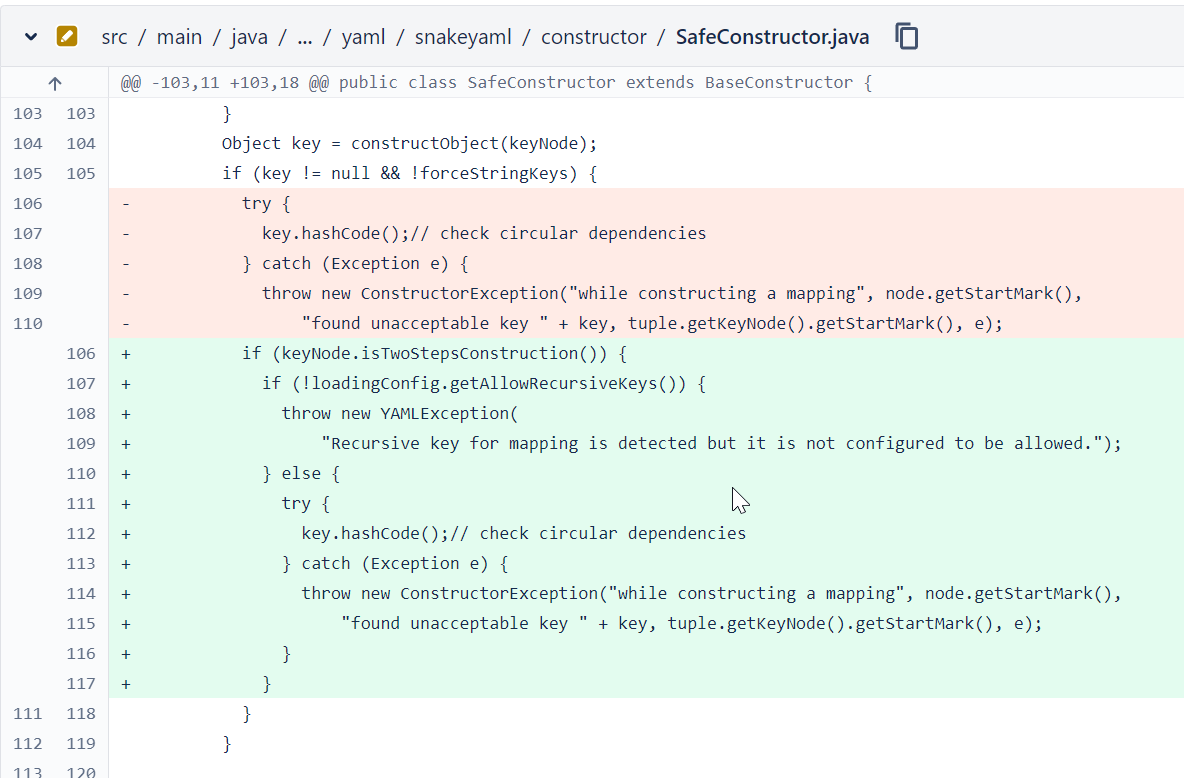 src / main / java / ... / yaml / snakeyaml / constructor / SafeConstructor.java
@@ -103,11 +103,18 @@ public class SafeConstructor extends BaseConstructor {
103 103 }
104 104 Object key = constructObject(keyNode);
105 105 if (key != null && !forceStringKeys) {
106 - try {
107 - key.hashCode();// check circular dependencies
108 - } catch (Exception e) {
109 - throw new ConstructorException("while constructing a mapping", node.getStartMark(),
110 - "found unacceptable key " + key, tuple.getKeyNode().getStartMark(), e);
106 + if (keyNode.isTwoStepsConstruction()) {
107 + if (!loadingConfig.getAllowRecursiveKeys()) {
108 + throw new YAMLException(
109 + "Recursive key for mapping is detected but it is not configured to be allowed.");
110 + } else {
111 + try {
112 + key.hashCode();// check circular dependencies
113 + } catch (Exception e) {
114 + throw new ConstructorException("while constructing a mapping", node.getStartMark(),
115 + "found unacceptable key " + key, tuple.getKeyNode().getStartMark(), e);
116 + }
117 + }
111 118 }
112 119 }
113 120